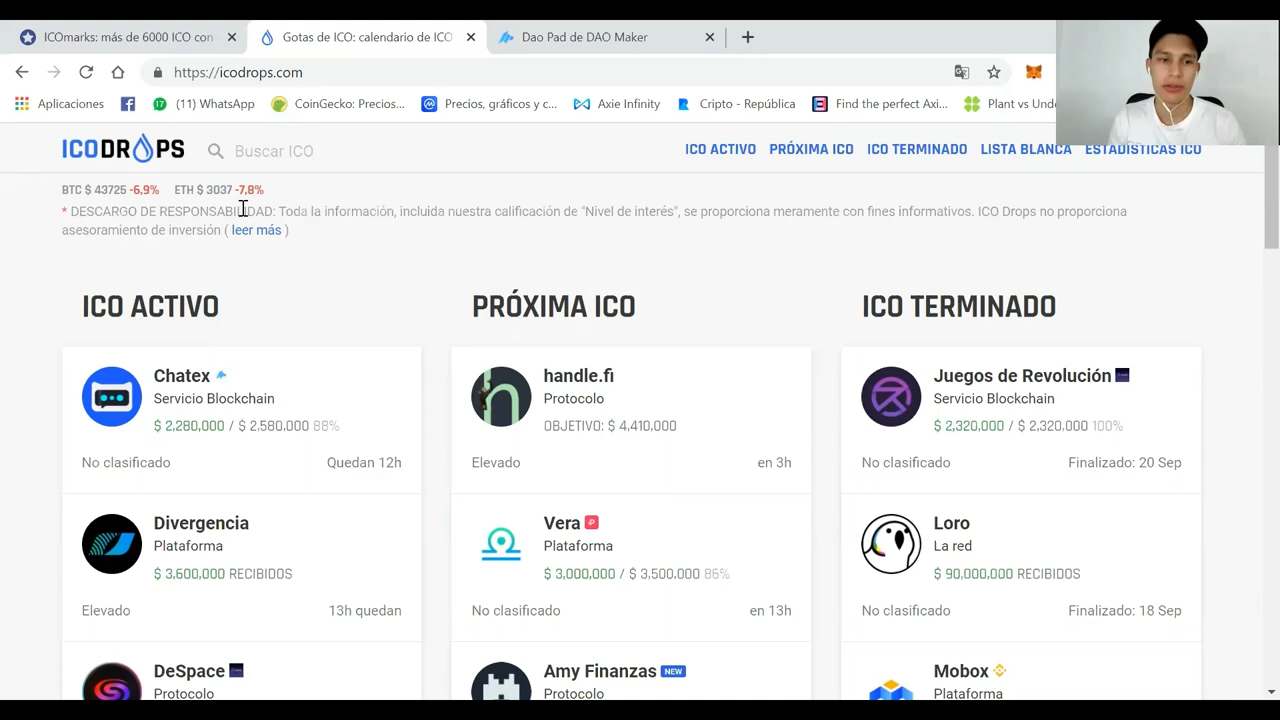 ICOmarks: más de 6000 ICO con
Gotas de ICO: calendario de ICO
Dao Pad de DAO Maker
https://icodrops.com
Aplicaciones
(11) WhatsApp
CoinGecko: Precios...
Precios, gráficos y c...
Axie Infinity
Cripto - República
Find the perfect Axi...
Plant vs Und
ICODROPS
Buscar ICO
ICO ACTIVO
PRÓXIMA ICO
ICO TERMINADO
LISTA BLANCA
ESTADÍSTICAS ICO
BTC $ 43725 -6,9% ETH $ 3037 -7,8%
* DESCARGO DE RESPONSABILIDAD: Toda la información, incluida nuestra calificación de "Nivel de interés", se proporciona meramente con fines informativos. ICO Drops no proporciona
asesoramiento de inversión ( leer más )
ICO ACTIVO
Chatex
Servicio Blockchain
$ 2,280,000 / $ 2,580,000 88%
No clasificado Quedan 12h
Divergencia
Plataforma
$ 3,600,000 RECIBIDOS
Elevado 13h quedan
DeSpace
Protocolo
PRÓXIMA ICO
handle.fi
Protocolo
OBJETIVO: $ 4,410,000
Elevado en 3h
Vera
Plataforma
$ 3,000,000 / $ 3,500,000 86%
No clasificado en 13h
Amy Finanzas NEW
Protocolo
ICO TERMINADO
Juegos de Revolución
Servicio Blockchain
$ 2,320,000 / $ 2,320,000 100%
No clasificado Finalizado: 20 Sep
Loro
La red
$ 90,000,000 RECIBIDOS
No clasificado Finalizado: 18 Sep
Mobox
Plataforma